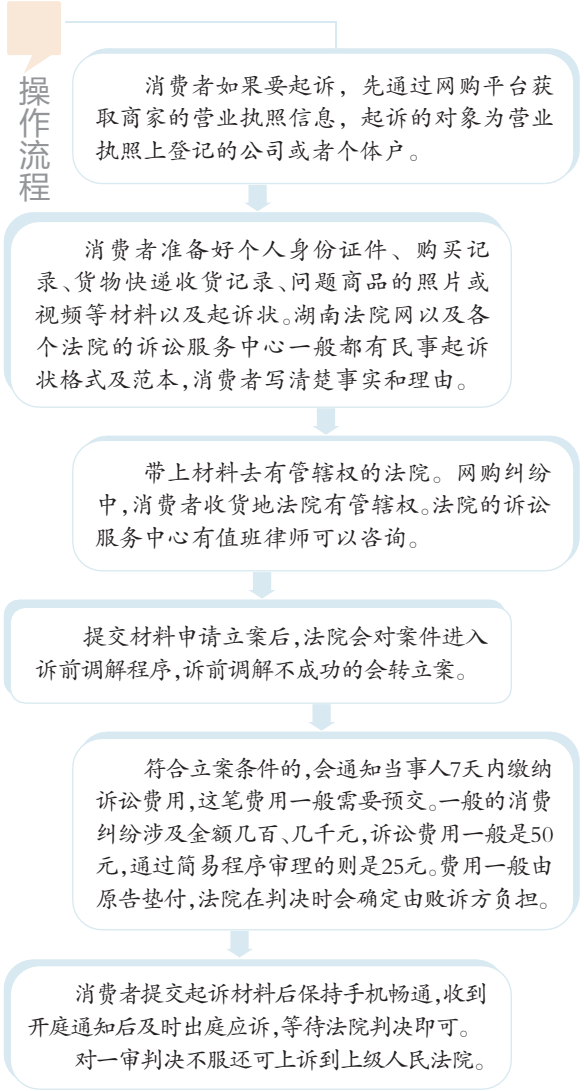 操作流程
消费者如果要起诉，先通过网购平台获
取商家的营业执照信息，起诉的对象为营业
执照上登记的公司或者个体户。
消费者准备好个人身份证件、购买记
录、货物快递收货记录、问题商品的照片或
视频等材料以及起诉状。湖南法院网以及各
个法院的诉讼服务中心一般都有民事起诉
状格式及范本，消费者写清楚事实和理由。
带上材料去有管辖权的法院。网购纠纷
中，消费者收货地法院有管辖权。法院的诉讼
服务中心有值班律师可以咨询。
提交材料申请立案后，法院会对案件进入
诉前调解程序，诉前调解不成功的会转立案。
符合立案条件的，会通知当事人7天内缴纳
诉讼费用，这笔费用一般需要预交。一般的消费
纠纷涉及金额几百、几千元，诉讼费用一般是50
元，通过简易程序审理的则是25元。费用一般由
原告垫付，法院在判决时会确定由败诉方负担。
消费者提交起诉材料后保持手机畅通，收到
开庭通知后及时出庭应诉，等待法院判决即可。
对一审判决不服还可上诉到上级人民法院。